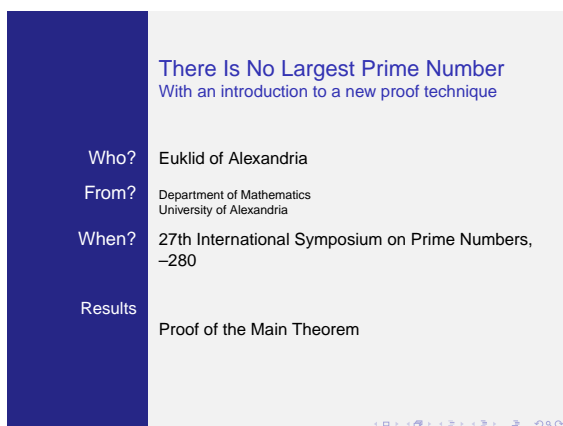 There Is No Largest Prime Number
With an introduction to a new proof technique
Who?
Euklid of Alexandria
From?
Department of Mathematics
University of Alexandria
When?
27th International Symposium on Prime Numbers,
–280
Results
Proof of the Main Theorem